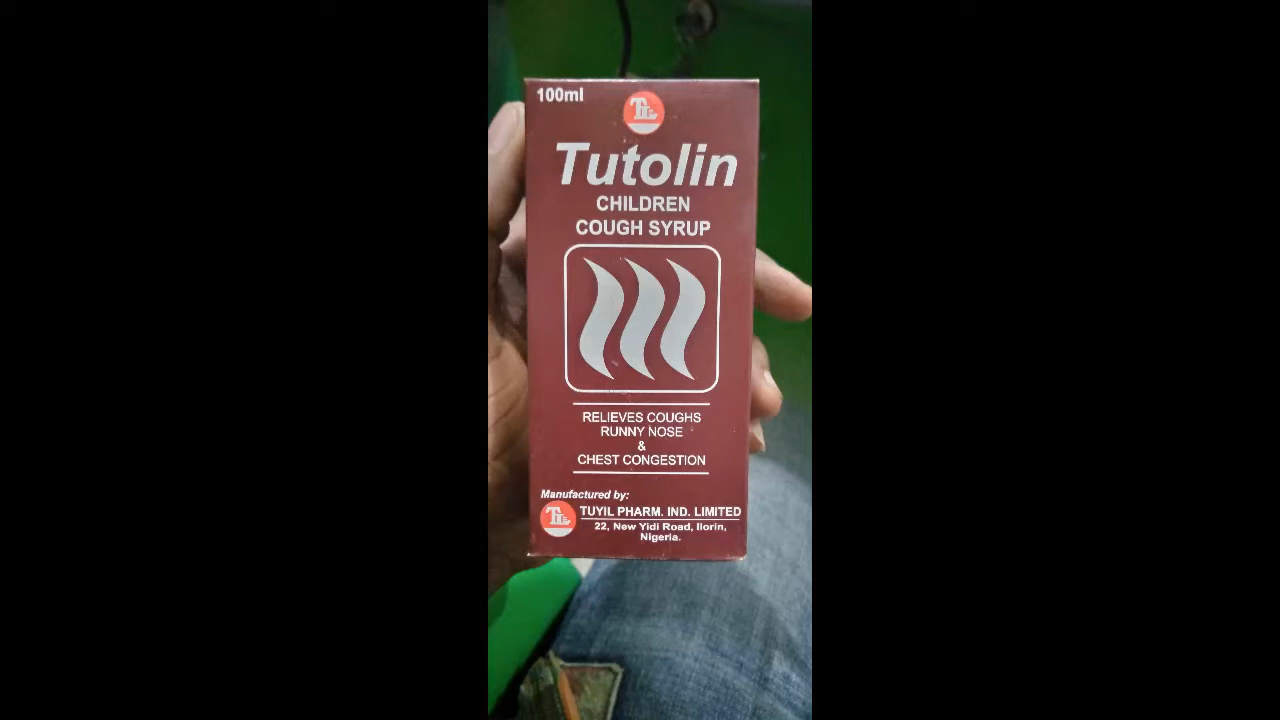 100ml
Tutolin
CHILDREN
COUGH SYRUP
RELIEVES COUGHS
RUNNY NOSE
&
CHEST CONGESTION
Manufactured by:
TUYIL PHARM. IND. LIMITED
22, New Yidi Road, Ilorin,
Nigeria.